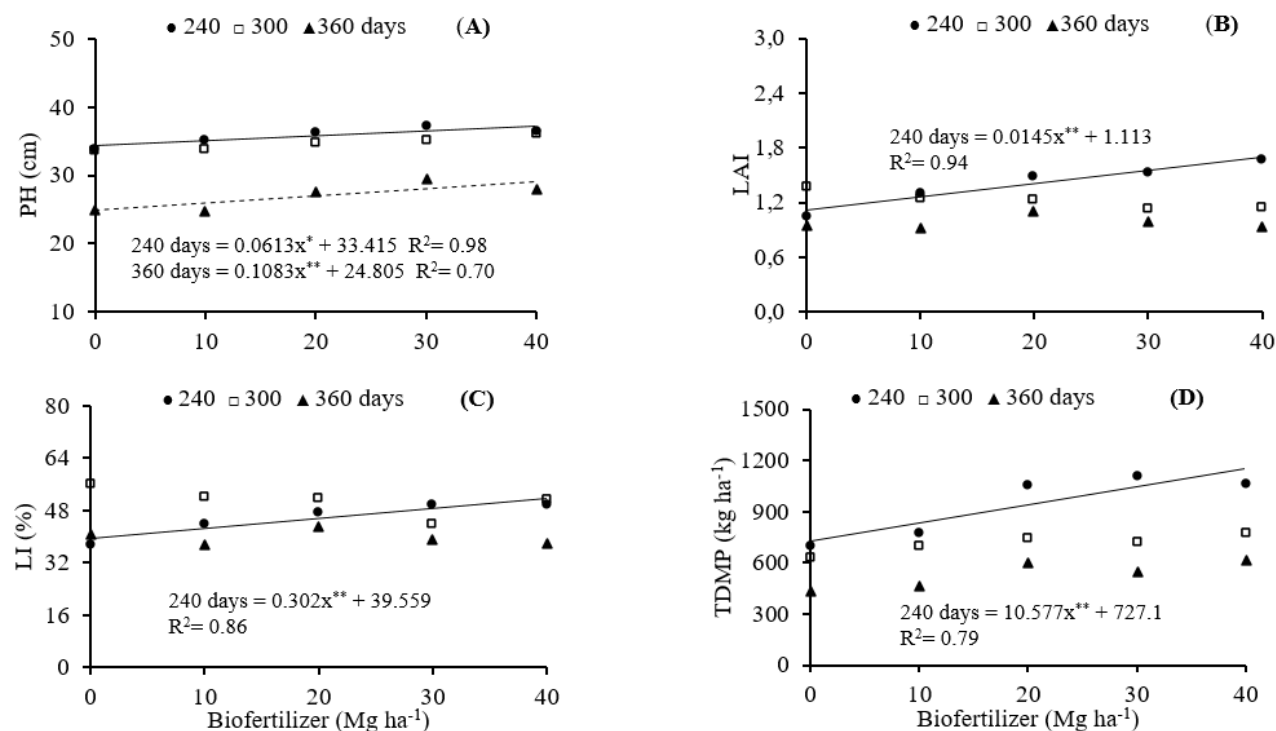 ● 240 □ 300 ▲ 360 days (A)
50
40
30
20
10
PH (cm)
240 days = 0.0613x* + 33.415 R²= 0.98
360 days = 0.1083x** + 24.805 R²= 0.70
0 10 20 30 40
● 240 □ 300 ▲ 360 days (B)
3,0
2,4
1,8
1,2
0,6
0,0
LAI
240 days = 0.0145x** + 1.113
R²= 0.94
0 10 20 30 40
● 240 □ 300 ▲ 360 days (C)
80
64
48
32
16
0
LI (%)
240 days = 0.302x** + 39.559
R²= 0.86
0 10 20 30 40
Biofertilizer (Mg ha⁻¹)
● 240 □ 300 ▲ 360 days (D)
1500
1200
900
600
300
0
TDMP (kg ha⁻¹)
240 days = 10.577x** + 727.1
R²= 0.79
0 10 20 30 40
Biofertilizer (Mg ha⁻¹)